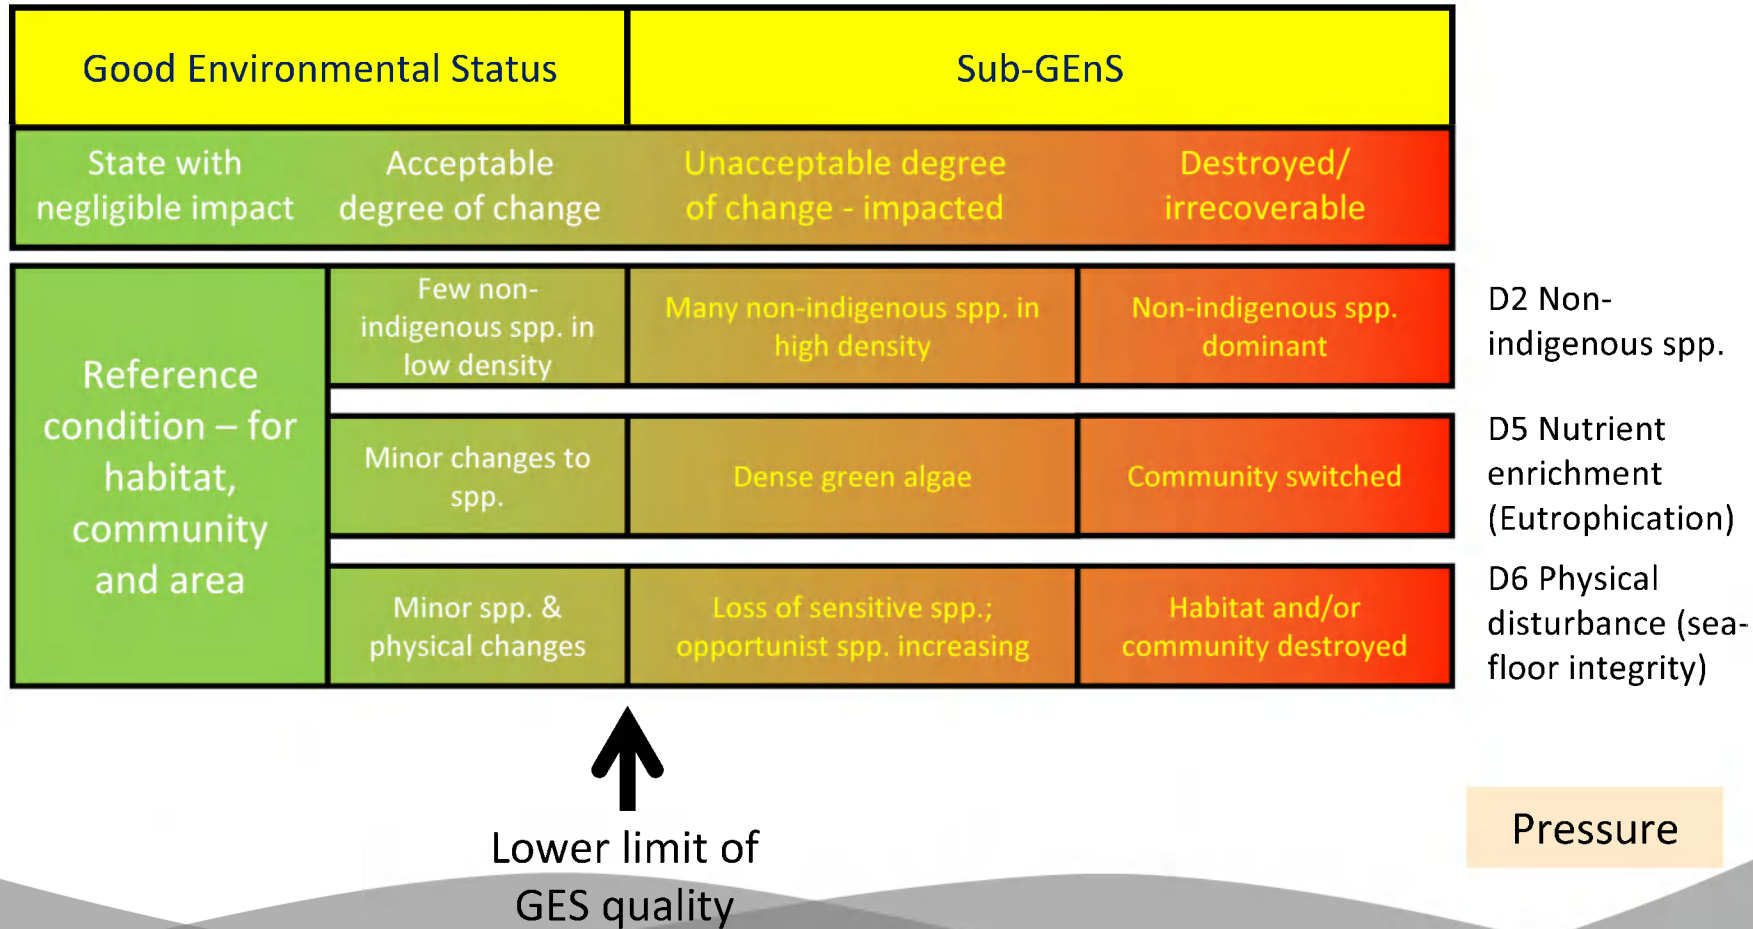 Good Environmental Status
Sub-GEnS
State with
negligible impact
Acceptable
degree of change
Unacceptable degree
of change - impacted
Destroyed/
irrecoverable
Reference
condition – for
habitat,
community
and area
Few non-
indigenous spp. in
low density
Many non-indigenous spp. in
high density
Non-indigenous spp.
dominant
D2 Non-
indigenous spp.
Minor changes to
spp.
Dense green algae
Community switched
D5 Nutrient
enrichment
(Eutrophication)
Minor spp. &
physical changes
Loss of sensitive spp.;
opportunist spp. increasing
Habitat and/or
community destroyed
D6 Physical
disturbance (sea-
floor integrity)
Lower limit of
GES quality
Pressure